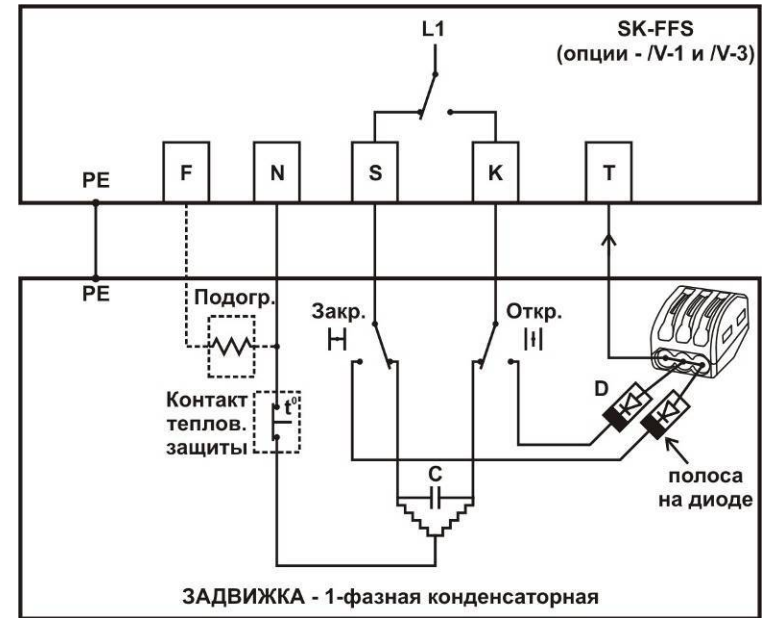 L1
SK-FFS
(опции - /V-1 и /V-3)
F
N
S
K
T
PE
PE
Подогр.
Закр.
Откр.
Контакт
теплов.
защиты
t⁰
D
C
полоса
на диоде
ЗАДВИЖКА - 1-фазная конденсаторная